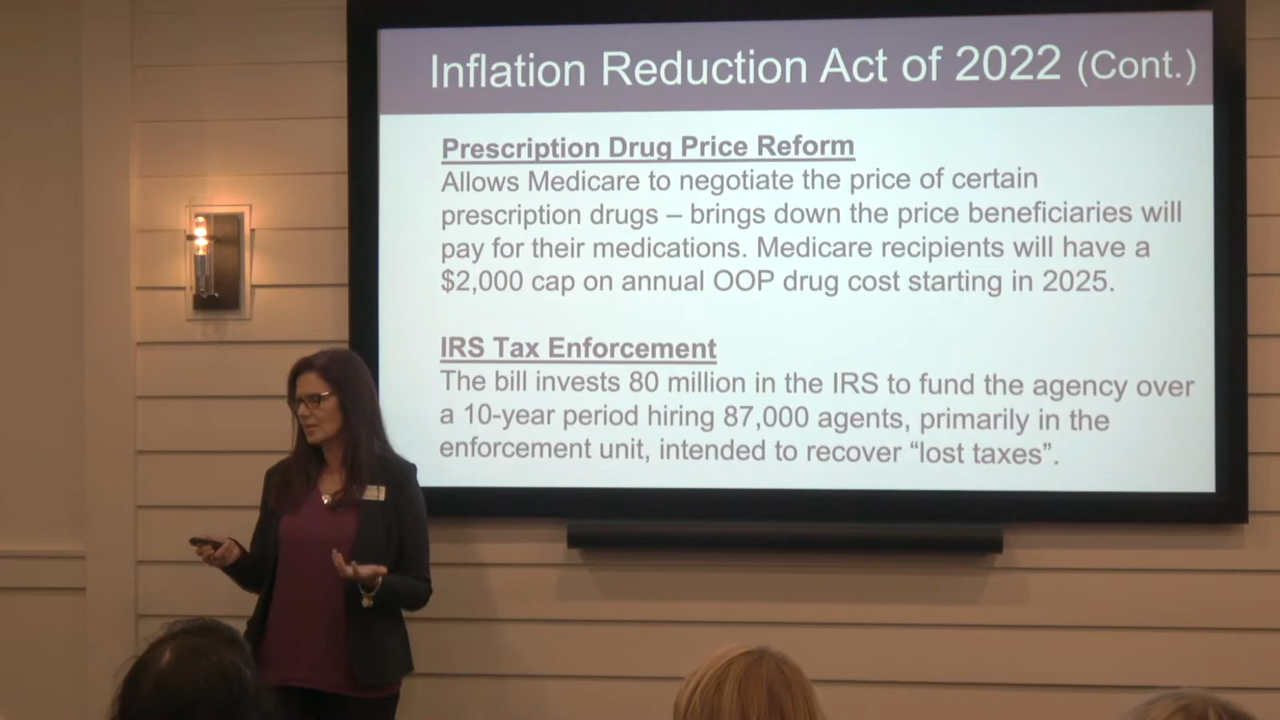 Inflation Reduction Act of 2022 (Cont.)
Prescription Drug Price Reform
Allows Medicare to negotiate the price of certain
prescription drugs – brings down the price beneficiaries will
pay for their medications. Medicare recipients will have a
$2,000 cap on annual OOP drug cost starting in 2025.
IRS Tax Enforcement
The bill invests 80 million in the IRS to fund the agency over
a 10-year period hiring 87,000 agents, primarily in the
enforcement unit, intended to recover “lost taxes”.